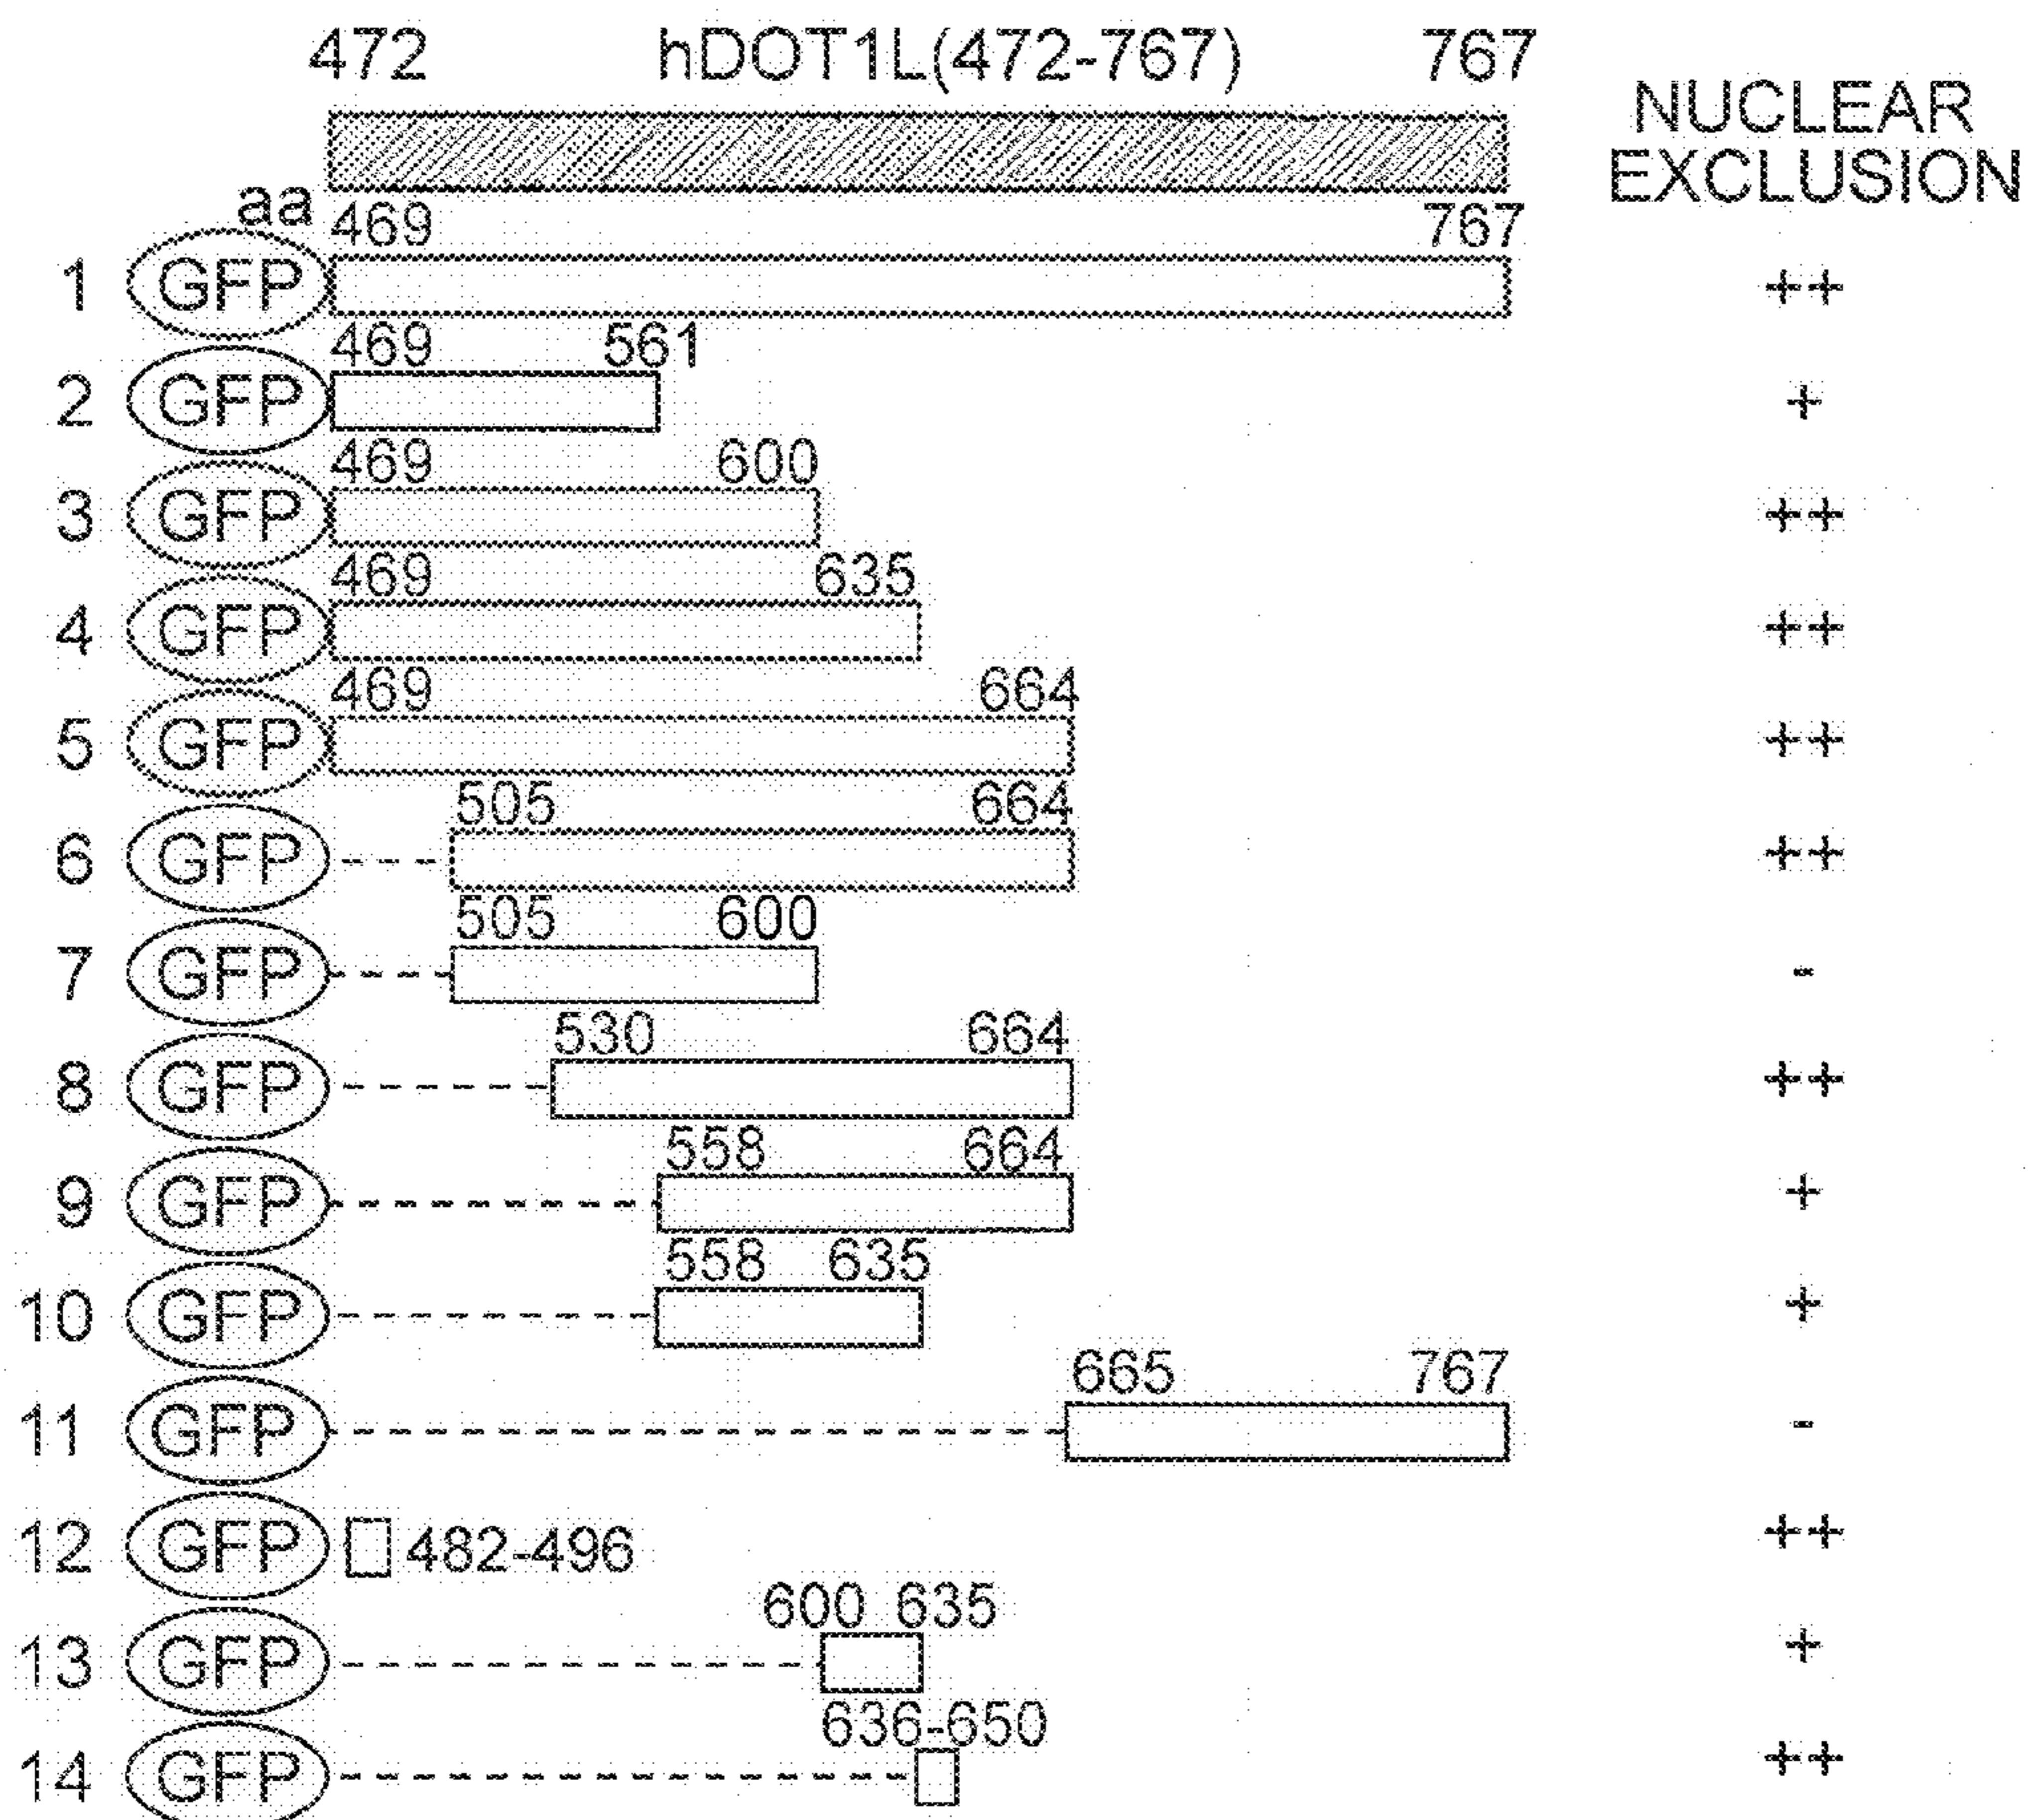 472 hDOT1L(472-767) 767
NUCLEAR
EXCLUSION
aa 469 767
1 GFP ++
469 561
2 GFP +
469 600
3 GFP ++
469 635
4 GFP ++
469 664
5 GFP ++
505 664
6 GFP ++
505 600
7 GFP -
530 664
8 GFP ++
558 664
9 GFP +
558 635
10 GFP +
665 767
11 GFP -
12 GFP 482-496 ++
600 635
13 GFP +
636-650
14 GFP ++